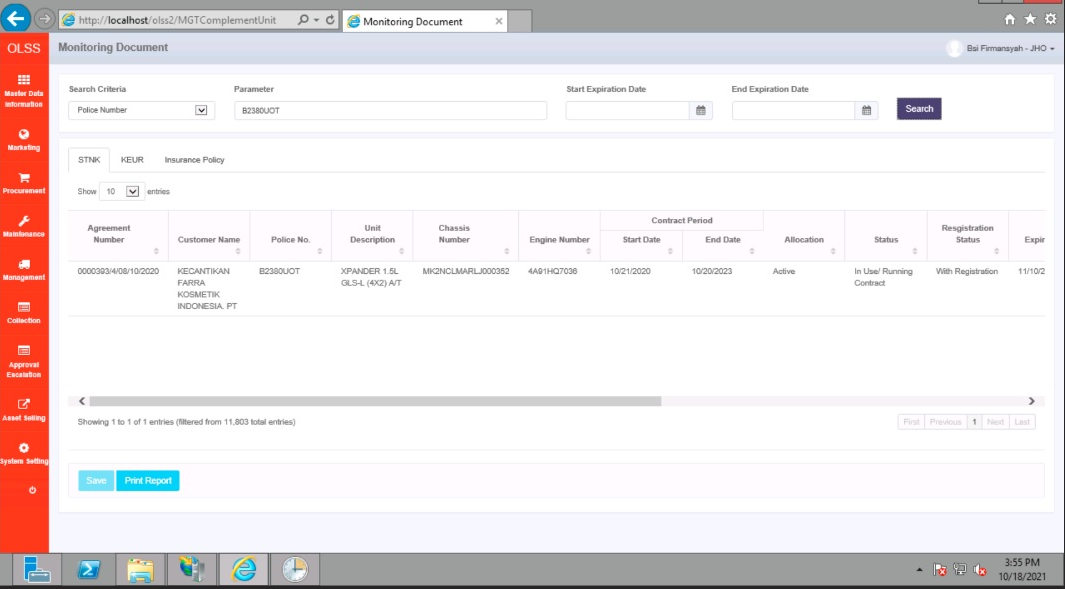 http://localhost/olss2/MGTComplementUnit
Monitoring Document
OLSS
Monitoring Document
Bsi Firmansyah - JHO
Master Data
Information
Marketing
Procurement
Maintenance
Management
Collection
Approval
Escalation
Asset Selling
System Setting
Search Criteria
Parameter
Start Expiration Date
End Expiration Date
Police Number
B2380UOT
Search
STNK
KEUR
Insurance Policy
Show 10 entries
Agreement
Number
Customer Name
Police No.
Unit
Description
Chassis
Number
Engine Number
Contract Period
Start Date
End Date
Allocation
Status
Resgistration
Status
Expir
0000393/4/08/10/2020
KECANTIKAN
FARRA
KOSMETIK
INDONESIA. PT
B2380UOT
XPANDER 1.5L
GLS-L (4X2) A/T
MK2NCLMARLJ000352
4A91HQ7036
10/21/2020
10/20/2023
Active
In Use/ Running
Contract
With Registration
11/10/2
Showing 1 to 1 of 1 entries (filtered from 11,803 total entries)
First Previous 1 Next Last
Save
Print Report
3:55 PM
10/18/2021